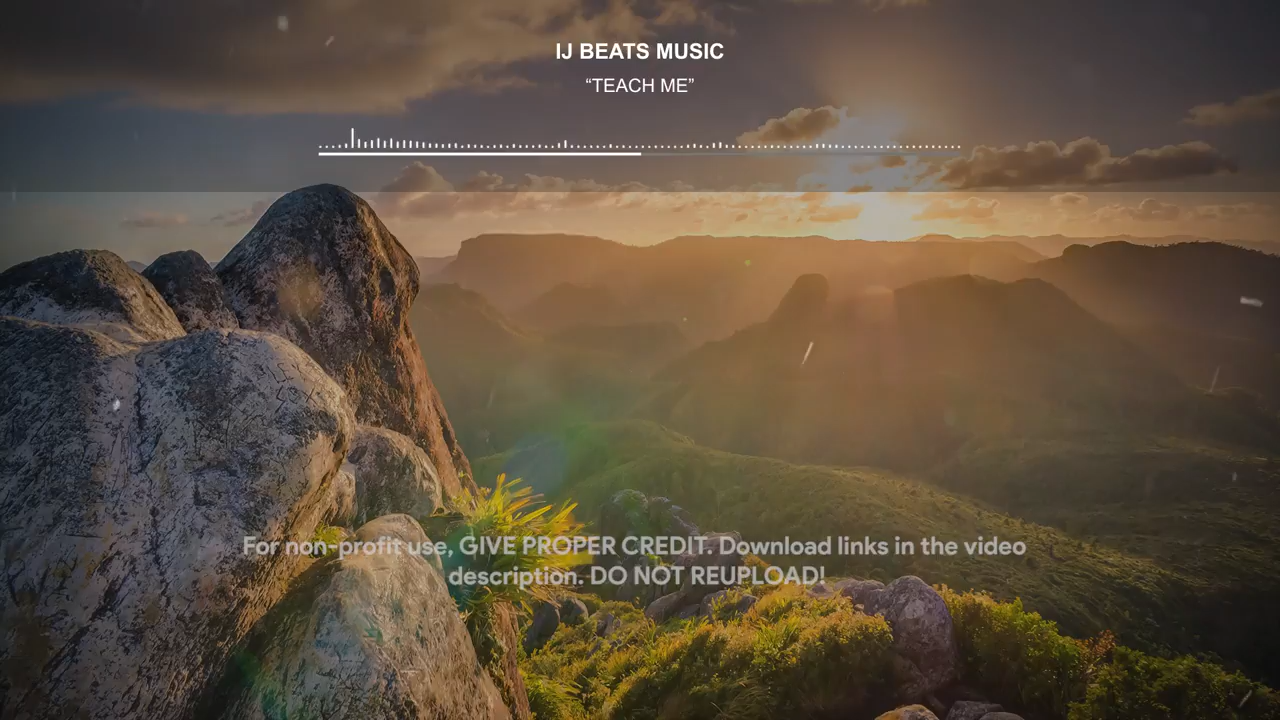 IJ BEATS MUSIC
“TEACH ME”
For non-profit use, GIVE PROPER CREDIT. Download links in the video
description. DO NOT REUPLOAD!